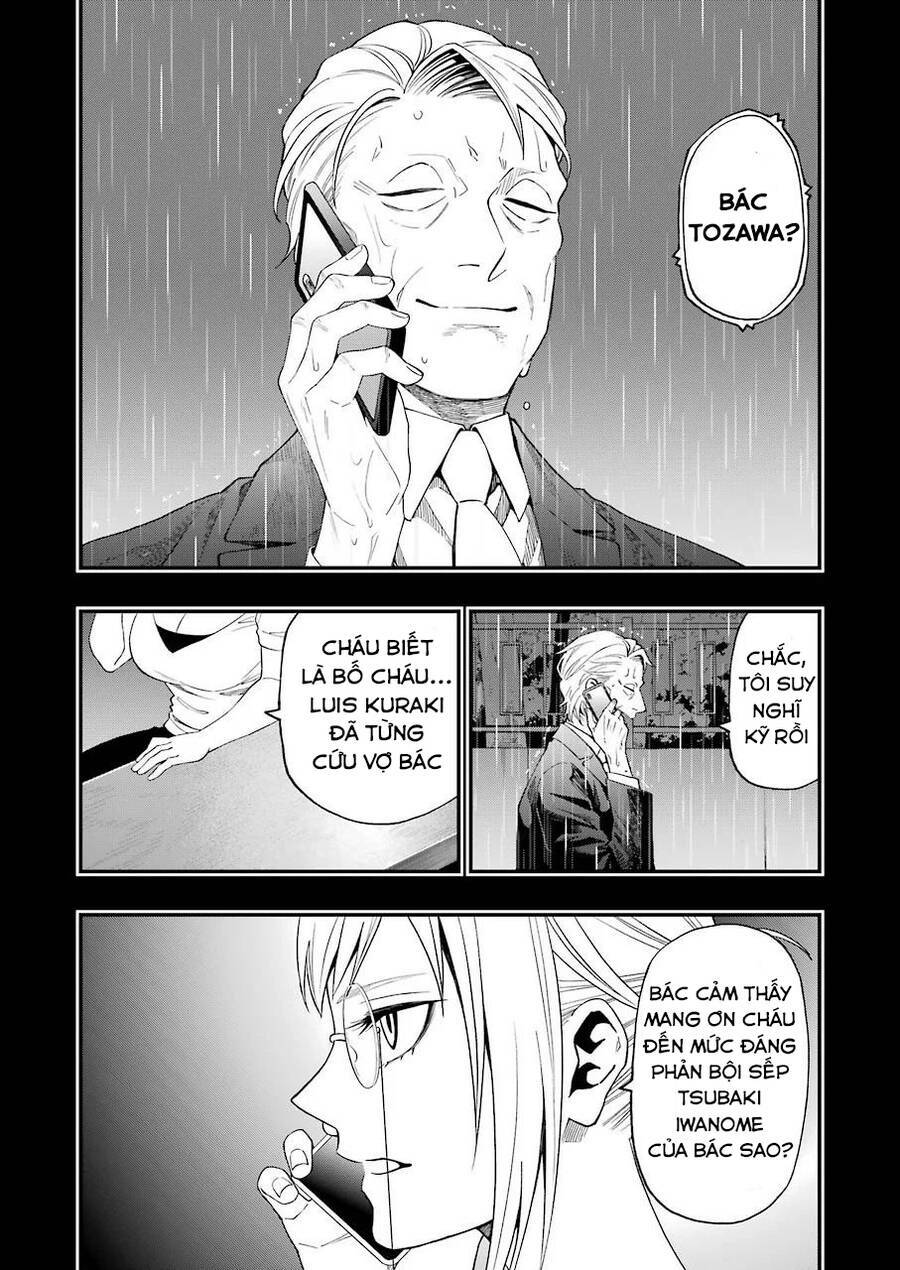 BÁC
TOZAWA?
CHẮC,
TÔI SUY
NGHĨ
KỸ RỒI
CHÁU BIẾT
LÀ BỐ CHÁU...
LUIS KURAKI
ĐÃ TỪNG
CỨU VỢ BÁC
BÁC CẢM THẤY
MANG ƠN CHÁU
ĐẾN MỨC ĐÁNG
PHẢN BỘI SẾP
TSUBAKI
IWANOME
CỦA BÁC SAO?